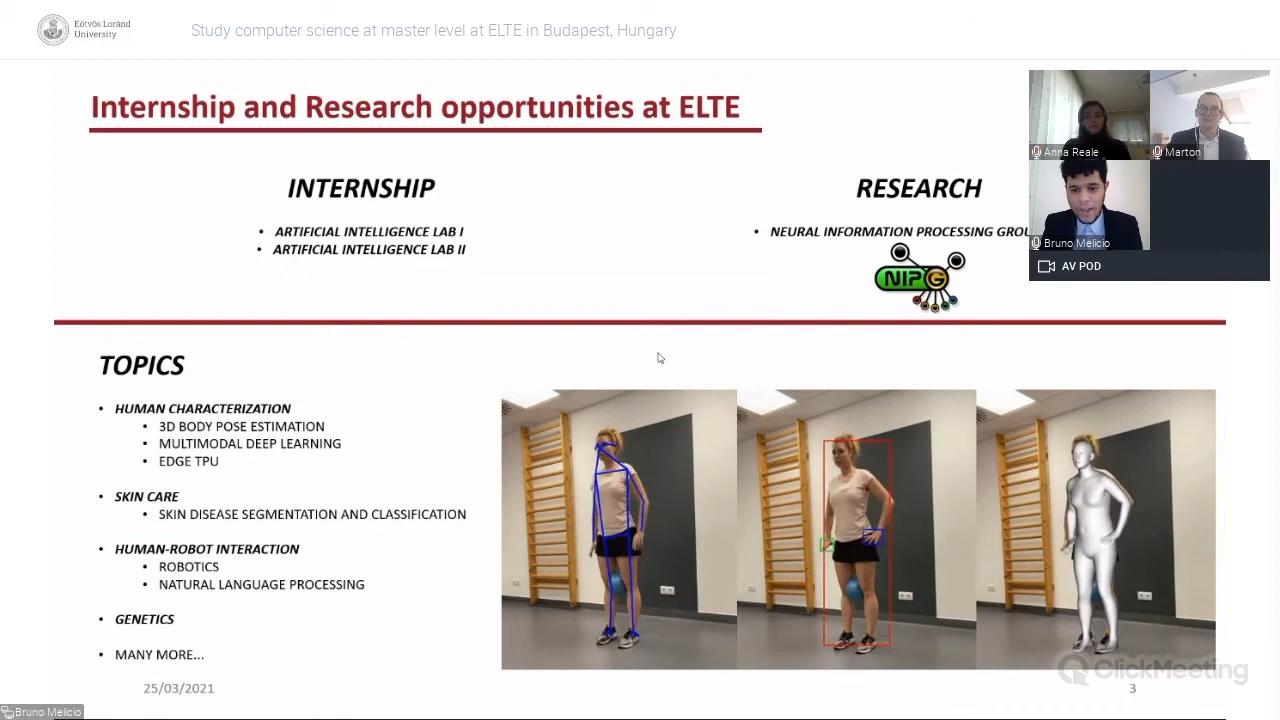 Eötvös Loránd
University
Study computer science at master level at ELTE in Budapest, Hungary
Internship and Research opportunities at ELTE
INTERNSHIP
• ARTIFICIAL INTELLIGENCE LAB I
• ARTIFICIAL INTELLIGENCE LAB II
RESEARCH
• NEURAL INFORMATION PROCESSING GROU
NIPG
Anna Reale
Marton
Bruno Melicio
AV POD
TOPICS
• HUMAN CHARACTERIZATION
• 3D BODY POSE ESTIMATION
• MULTIMODAL DEEP LEARNING
• EDGE TPU
• SKIN CARE
• SKIN DISEASE SEGMENTATION AND CLASSIFICATION
• HUMAN-ROBOT INTERACTION
• ROBOTICS
• NATURAL LANGUAGE PROCESSING
• GENETICS
• MANY MORE...
25/03/2021
ClickMeeting
3
Bruno Melicio